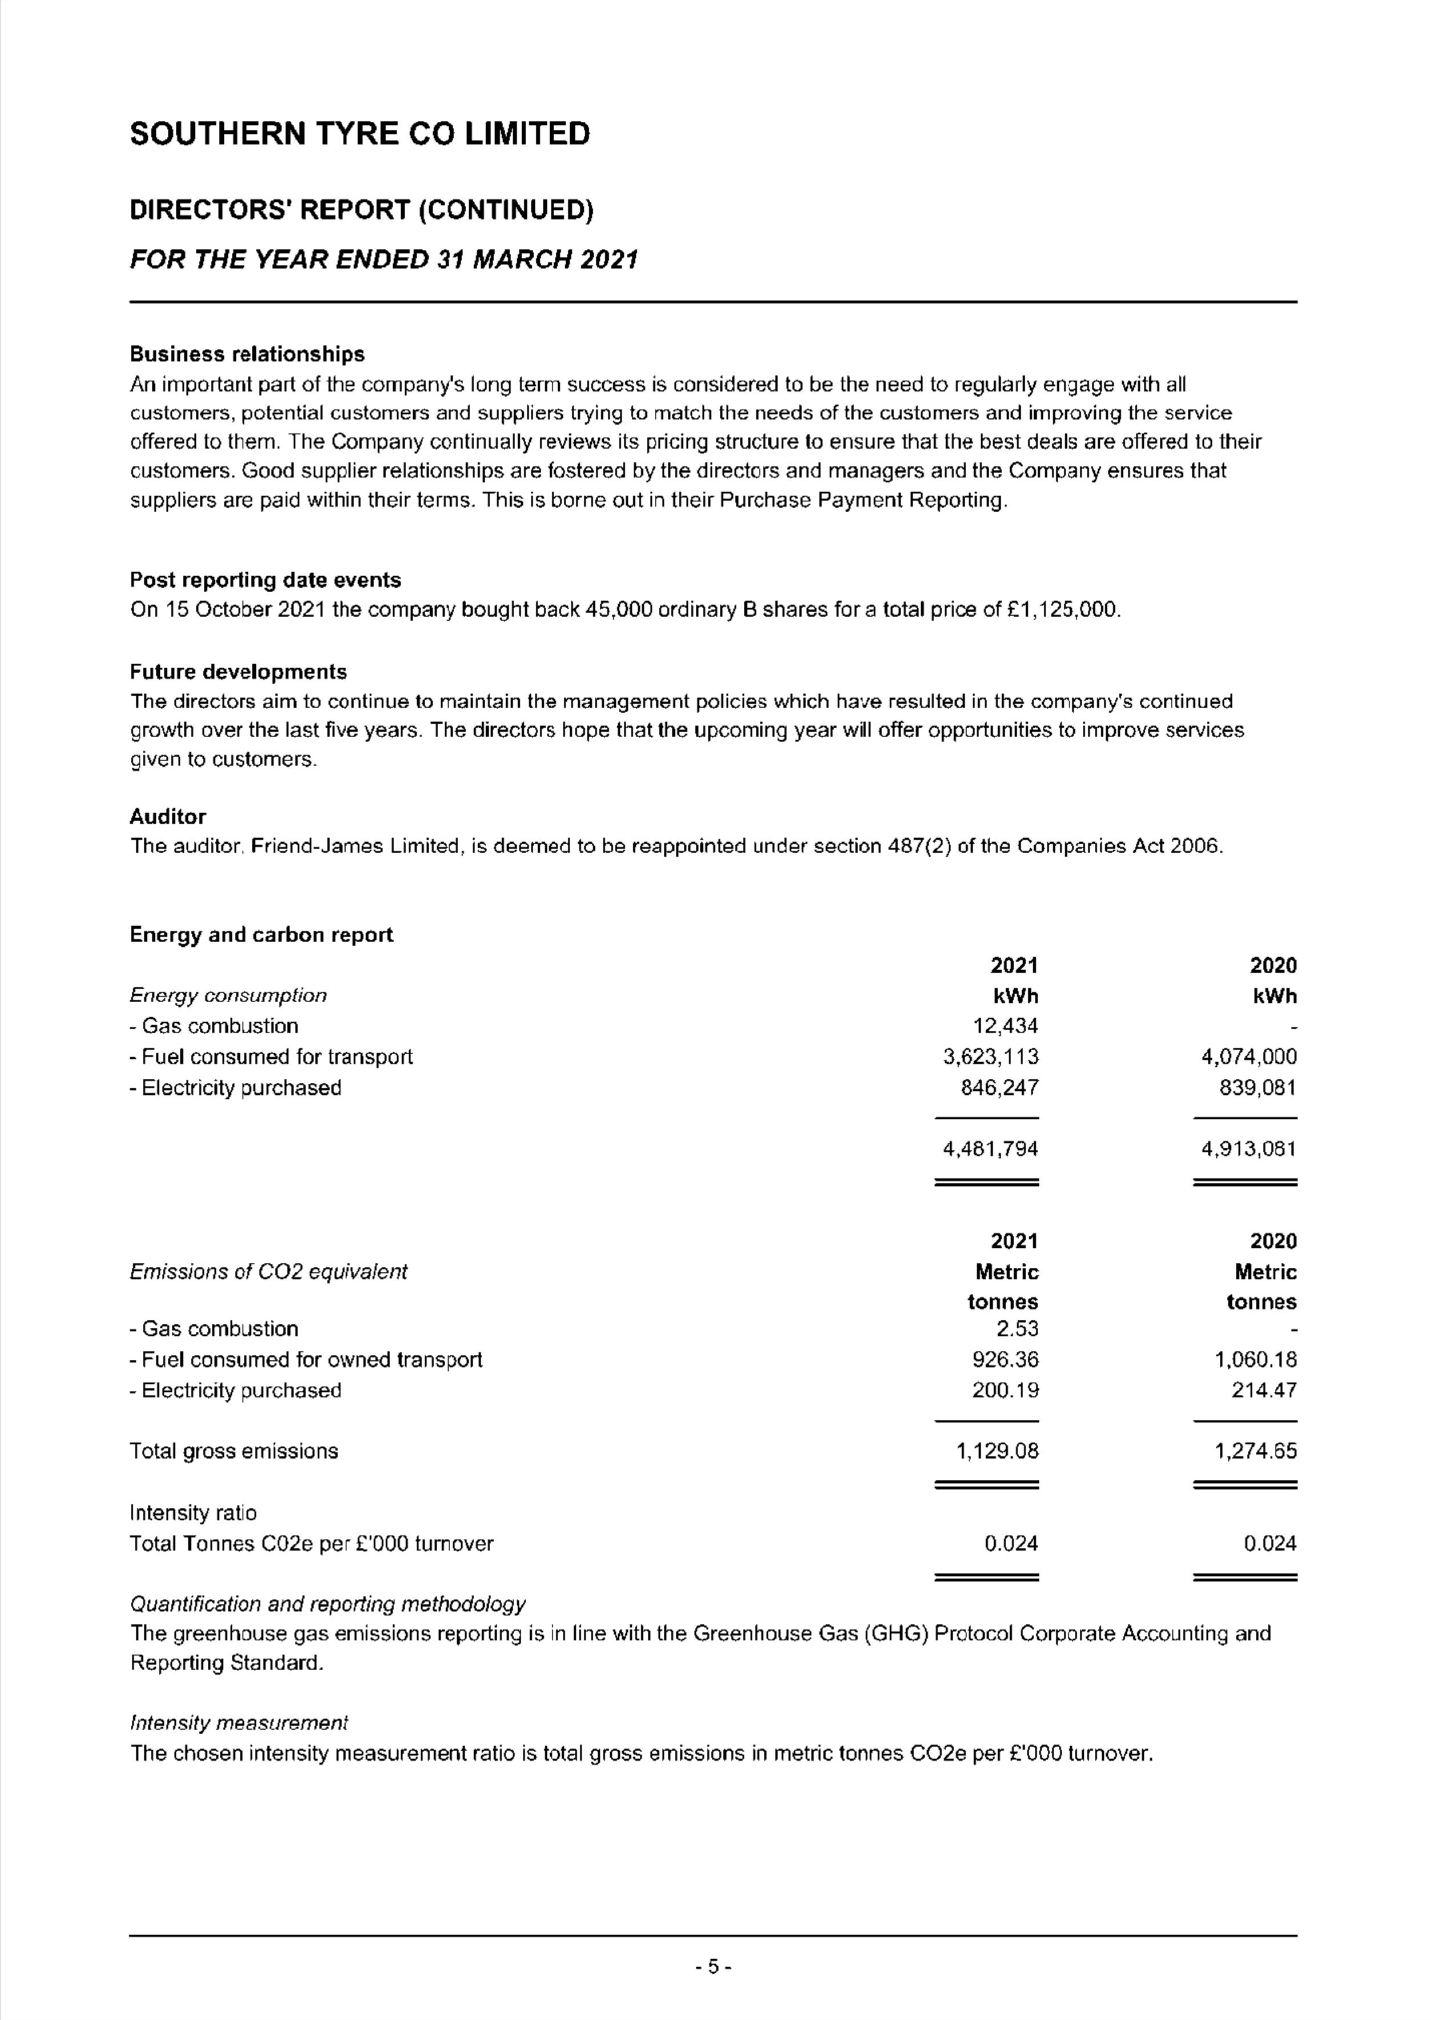 SOUTHERN TYRE CO LIMITED
DIRECTORS' REPORT (CONTINUED)
FOR THE YEAR ENDED 31 MARCH 2021
Business relationships
An important part of the company's long term success is considered to be the need to regularly engage with all
customers, potential customers and suppliers trying to match the needs of the customers and improving the service
offered to them. The Company continually reviews its pricing structure to ensure that the best deals are offered to their
customers. Good supplier relationships are fostered by the directors and managers and the Company ensures that
suppliers are paid within their terms. This is borne out in their Purchase Payment Reporting.
Post reporting date events
On 15 October 2021 the company bought back 45,000 ordinary B shares for a total price of £1,125,000.
Future developments
The directors aim to continue to maintain the management policies which have resulted in the company's continued
growth over the last five years. The directors hope that the upcoming year will offer opportunities to improve services
given to customers.
Auditor
The auditor, Friend-James Limited, is deemed to be reappointed under section 487(2) of the Companies Act 2006.
Energy and carbon report
2021 2020
Energy consumption kWh kWh
- Gas combustion 12,434 -
- Fuel consumed for transport 3,623,113 4,074,000
- Electricity purchased 846,247 839,081
4,481,794 4,913,081
2021 2020
Emissions of CO2 equivalent Metric Metric
tonnes tonnes
- Gas combustion 2.53 -
- Fuel consumed for owned transport 926.36 1,060.18
- Electricity purchased 200.19 214.47
Total gross emissions 1,129.08 1,274.65
Intensity ratio
Total Tonnes C02e per £'000 turnover 0.024 0.024
Quantification and reporting methodology
The greenhouse gas emissions reporting is in line with the Greenhouse Gas (GHG) Protocol Corporate Accounting and
Reporting Standard.
Intensity measurement
The chosen intensity measurement ratio is total gross emissions in metric tonnes CO2e per £'000 turnover.
- 5 -